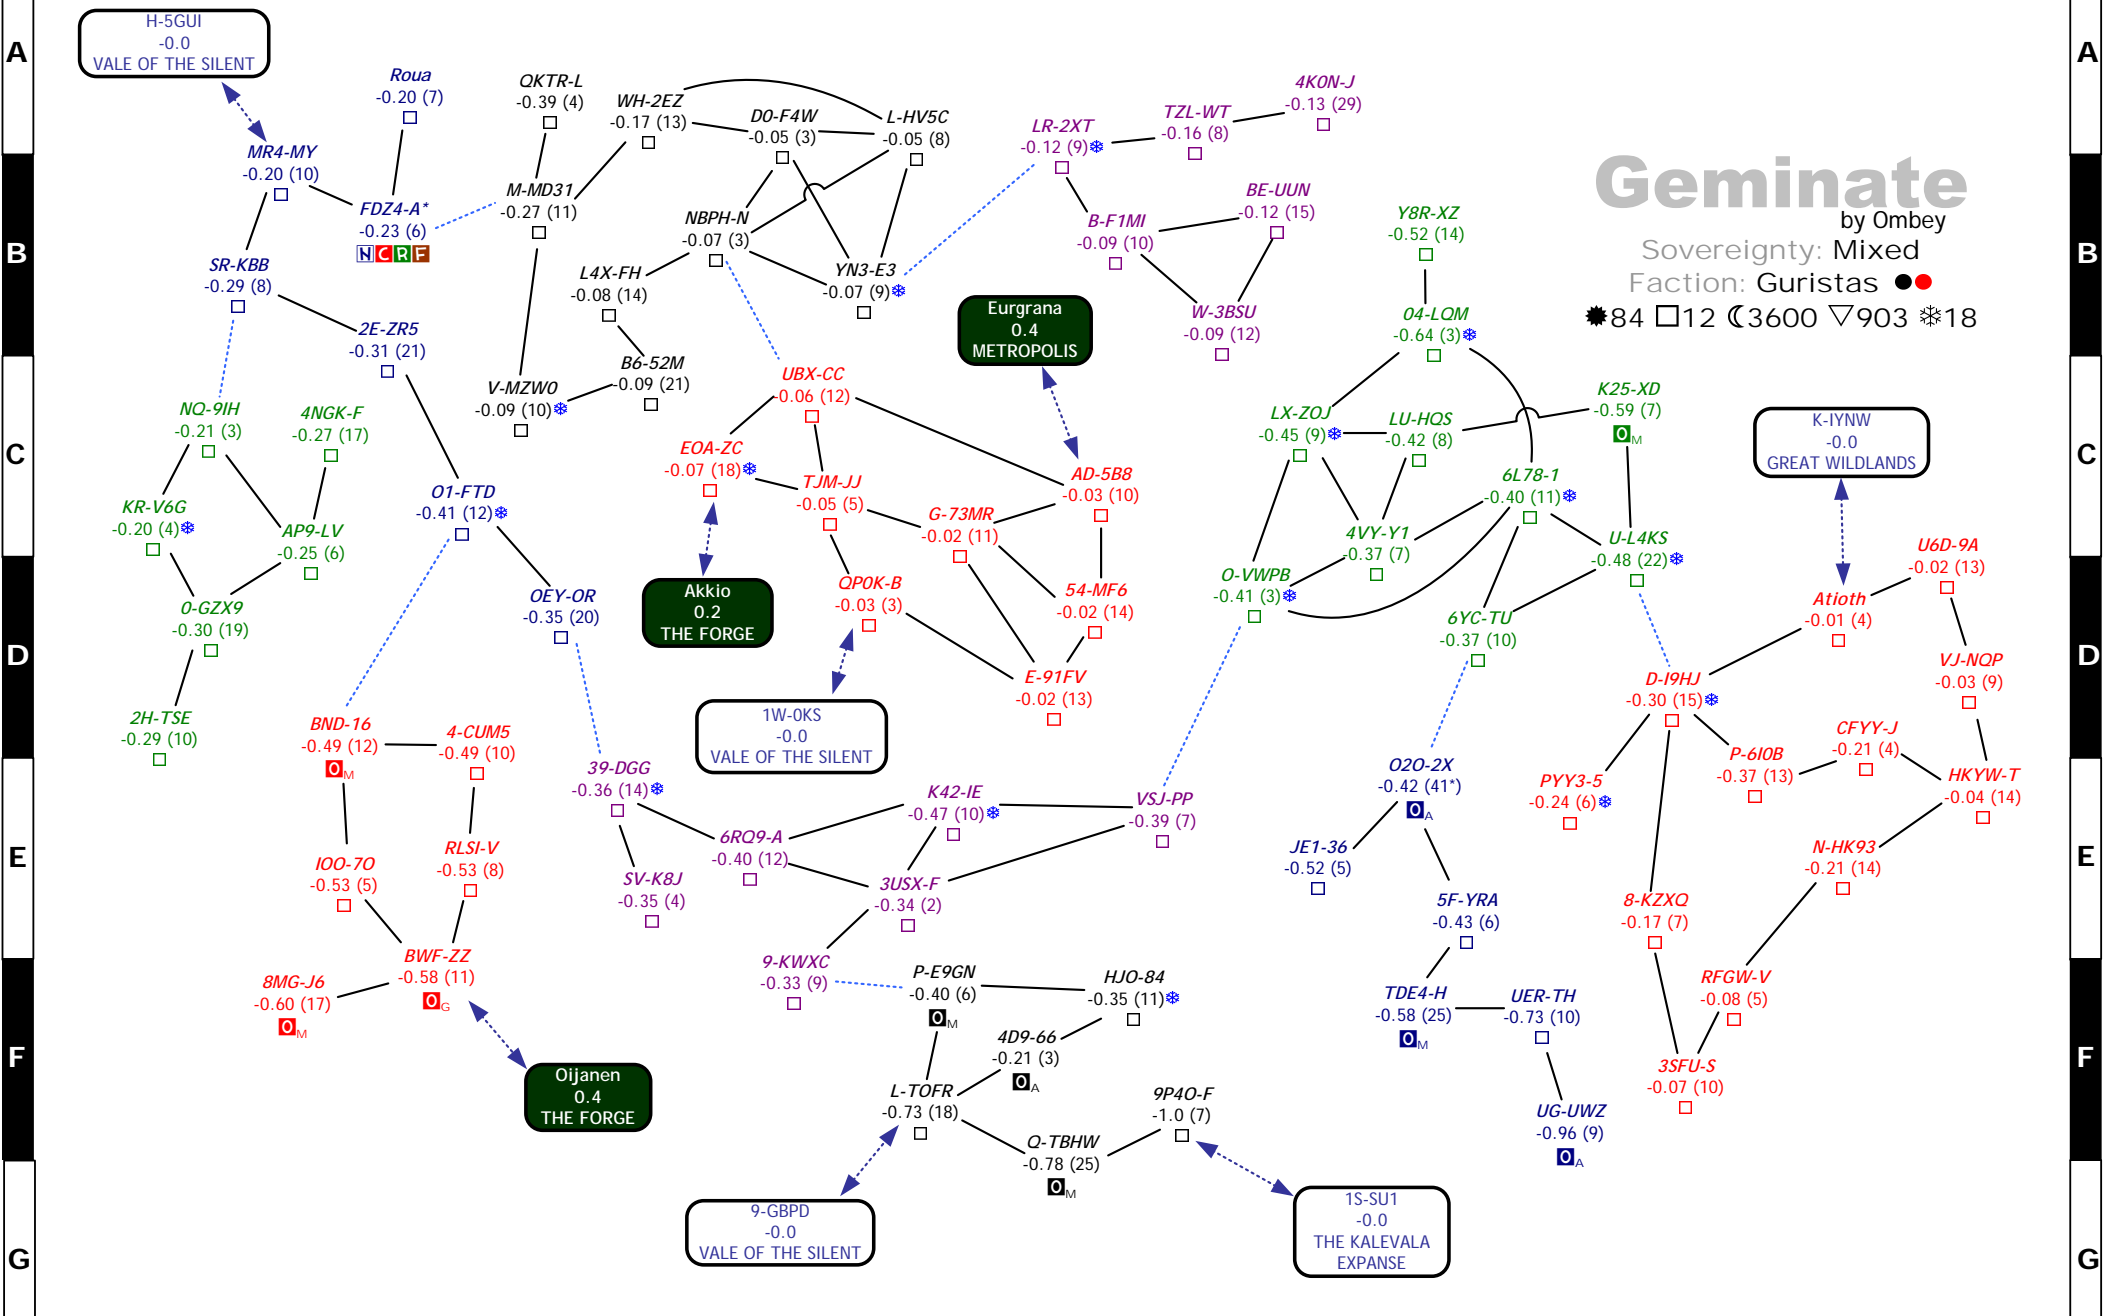 A
A
B
B
C
C
D
D
E
E
F
F
G
G
Geminate
by Ombey
Sovereignty: Mixed
Faction: Guristas
84 12 3600 903 18
H-5GUI
-0.0
VALE OF THE SILENT
MR4-MY
-0.20 (10)
Roua
-0.20 (7)
FDZ4-A*
-0.23 (6)
N C R F
SR-KBB
-0.29 (8)
2E-ZR5
-0.31 (21)
O1-FTD
-0.41 (12)
OEY-OR
-0.35 (20)
QKTR-L
-0.39 (4)
M-MD31
-0.27 (11)
WH-2EZ
-0.17 (13)
D0-F4W
-0.05 (3)
L-HV5C
-0.05 (8)
NBPH-N
-0.07 (3)
YN3-E3
-0.07 (9)
L4X-FH
-0.08 (14)
B6-52M
-0.09 (21)
V-MZW0
-0.09 (10)
LR-2XT
-0.12 (9)
TZL-WT
-0.16 (8)
4K0N-J
-0.13 (29)
B-F1MI
-0.09 (10)
BE-UUN
-0.12 (15)
W-3BSU
-0.09 (12)
Y8R-XZ
-0.52 (14)
04-LQM
-0.64 (3)
LX-ZOJ
-0.45 (9)
LU-HQS
-0.42 (8)
K25-XD
-0.59 (7)
0M
6L78-1
-0.40 (11)
4VY-Y1
-0.37 (7)
U-L4KS
-0.48 (22)
O-VWPB
-0.41 (3)
6YC-TU
-0.37 (10)
Eurgrana
0.4
METROPOLIS
UBX-CC
-0.06 (12)
EOA-ZC
-0.07 (18)
TJM-JJ
-0.05 (5)
AD-5B8
-0.03 (10)
G-73MR
-0.02 (11)
QP0K-B
-0.03 (3)
54-MF6
-0.02 (14)
E-91FV
-0.02 (13)
Akkio
0.2
THE FORGE
1W-0KS
-0.0
VALE OF THE SILENT
NQ-9IH
-0.21 (3)
4NGK-F
-0.27 (17)
KR-V6G
-0.20 (4)
AP9-LV
-0.25 (6)
0-GZX9
-0.30 (19)
2H-TSE
-0.29 (10)
BND-16
-0.49 (12)
0M
4-CUM5
-0.49 (10)
IOO-7O
-0.53 (5)
RLSI-V
-0.53 (8)
BWF-ZZ
-0.58 (11)
0G
8MG-J6
-0.60 (17)
0M
Oijanen
0.4
THE FORGE
39-DGG
-0.36 (14)
6RQ9-A
-0.40 (12)
SV-K8J
-0.35 (4)
K42-IE
-0.47 (10)
VSJ-PP
-0.39 (7)
3USX-F
-0.34 (2)
9-KWXC
-0.33 (9)
P-E9GN
-0.40 (6)
0M
HJO-84
-0.35 (11)
4D9-66
-0.21 (3)
0A
L-TOFR
-0.73 (18)
Q-TBHW
-0.78 (25)
0M
9P4O-F
-1.0 (7)
9-GBPD
-0.0
VALE OF THE SILENT
1S-SU1
-0.0
THE KALEVALA
EXPANSE
O2O-2X
-0.42 (41*)
0A
JE1-36
-0.52 (5)
5F-YRA
-0.43 (6)
TDE4-H
-0.58 (25)
0M
UER-TH
-0.73 (10)
UG-UWZ
-0.96 (9)
0A
K-IYNW
-0.0
GREAT WILDLANDS
U6D-9A
-0.02 (13)
Atioth
-0.01 (4)
VJ-NQP
-0.03 (9)
D-I9HJ
-0.30 (15)
P-6I0B
-0.37 (13)
CFYY-J
-0.21 (4)
HKYW-T
-0.04 (14)
PYY3-5
-0.24 (6)
N-HK93
-0.21 (14)
8-KZXQ
-0.17 (7)
RFGW-V
-0.08 (5)
3SFU-S
-0.07 (10)